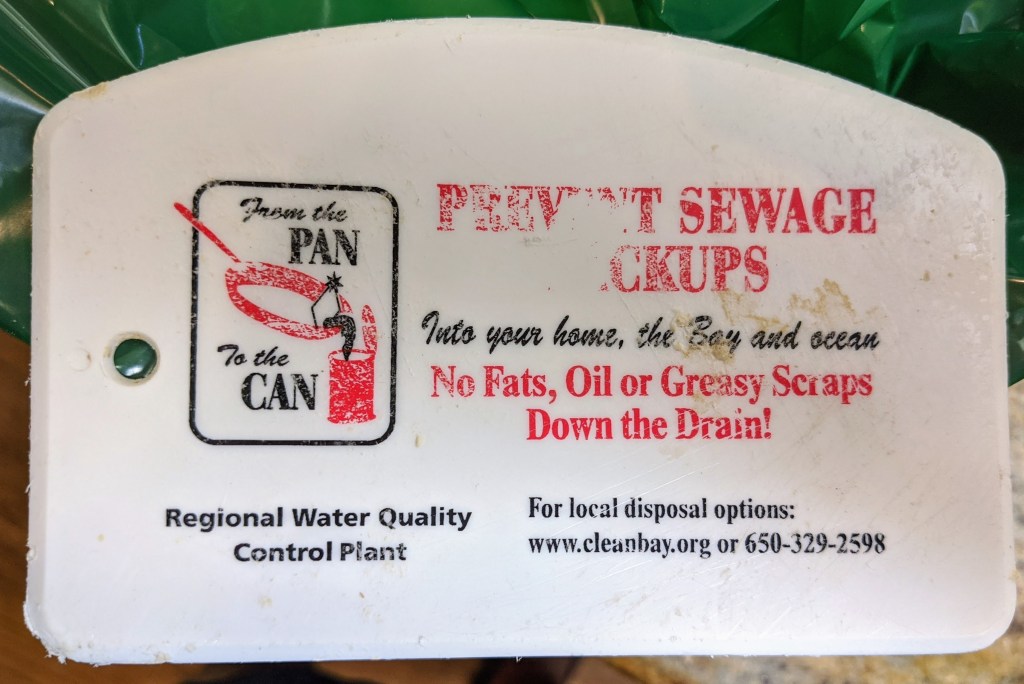 From the
PAN
To the
CAN
PREVENT SEWAGE
BACKUPS
Into your home, the Bay and ocean
No Fats, Oil or Greasy Scraps
Down the Drain!
Regional Water Quality
Control Plant
For local disposal options:
www.cleanbay.org or 650-329-2598